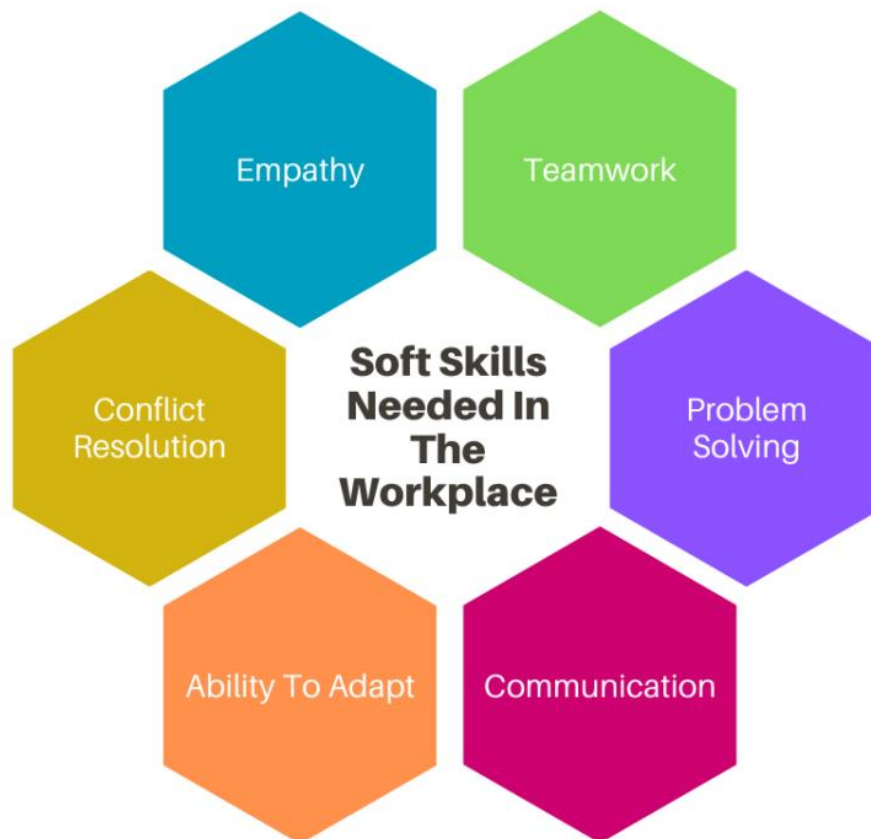 Empathy
Teamwork
Conflict
Resolution
Soft Skills
Needed In
The
Workplace
Problem
Solving
Ability To Adapt
Communication